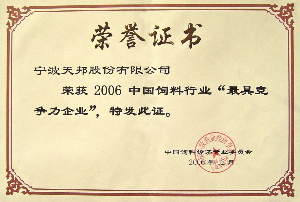 荣誉证书
宁波天邦股份有限公司
荣获 2006 中国饲料行业“最具竞
争力企业”，特发此证。